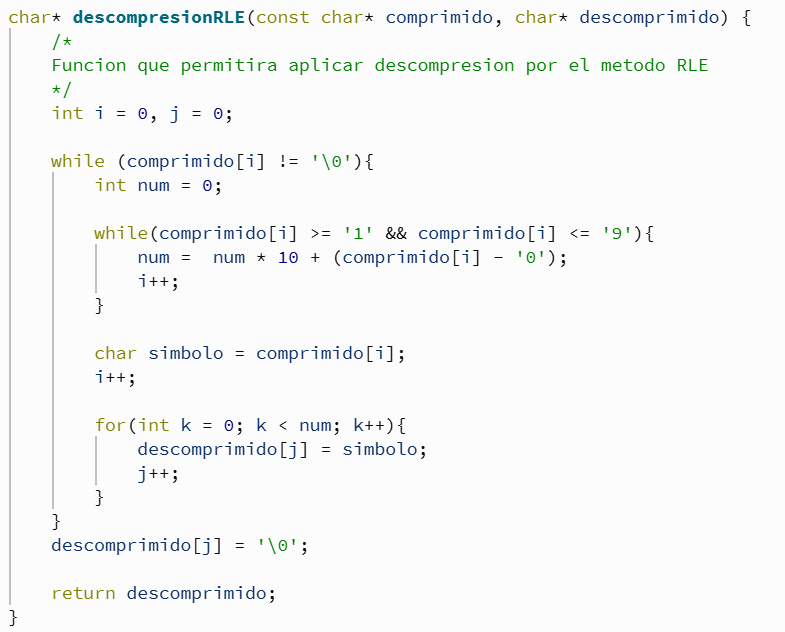 char* descompresionRLE(const char* comprimido, char* descomprimido) {
    /*
    Funcion que permitira aplicar descompresion por el metodo RLE
    */
    int i = 0, j = 0;

    while (comprimido[i] != '\0'){
        int num = 0;

        while(comprimido[i] >= '1' && comprimido[i] <= '9'){
            num =  num * 10 + (comprimido[i] - '0');
            i++;
        }

        char simbolo = comprimido[i];
        i++;

        for(int k = 0; k < num; k++){
            descomprimido[j] = simbolo;
            j++;
        }
    }
    descomprimido[j] = '\0';

    return descomprimido;
}